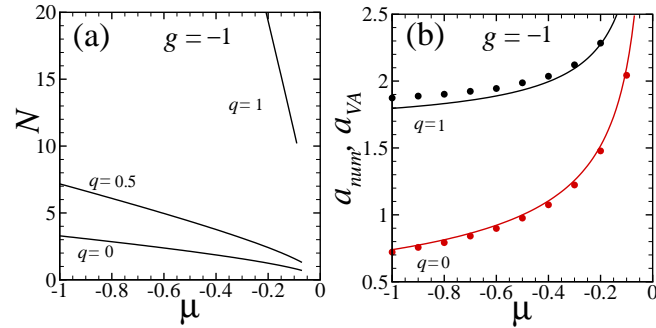 (a)
g = -1
N
20
15
10
5
0
q = 1
q = 0.5
q = 0
-1 -0.8 -0.6 -0.4 -0.2 0
μ
(b)
g = -1
a_num, a_VA
2.5
2
1.5
1
0.5
q = 1
q = 0
-1 -0.8 -0.6 -0.4 -0.2 0
μ